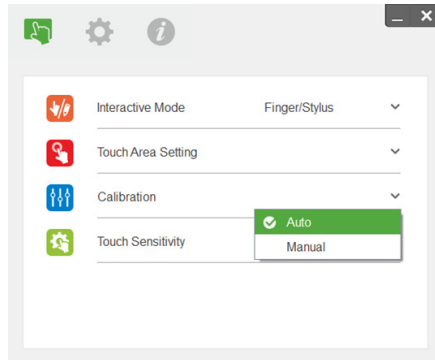 Interactive Mode Finger/Stylus
Touch Area Setting
Calibration
Auto
Touch Sensitivity
Manual